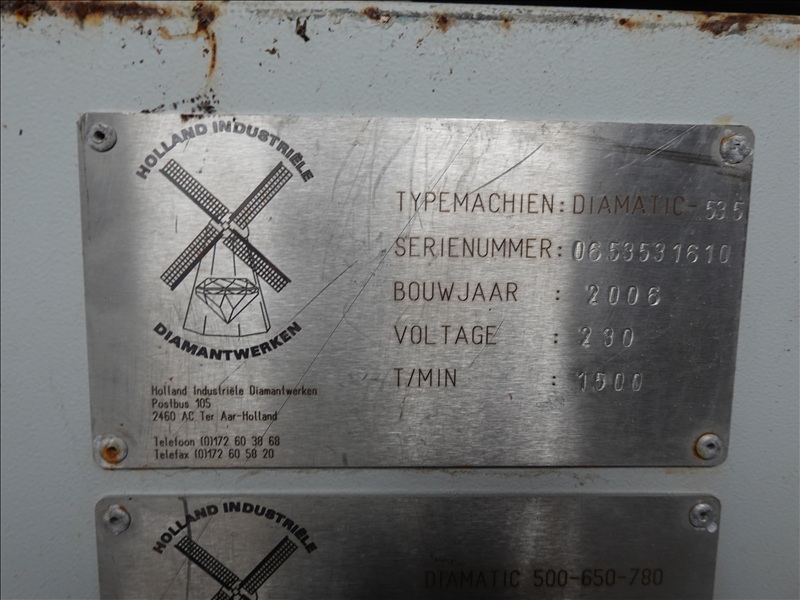 HOLLAND INDUSTRIËLE
DIAMANTWERKEN
Holland Industriële Diamantwerken
Postbus 105
2460 AC Ter Aar-Holland
Telefoon (0)172 60 38 68
Telefax (0)172 60 58 20
TYPEMACHIEN: DIAMATIC- 535
SERIENUMMER: 0653531610
BOUWJAAR : 2006
VOLTAGE : 230
T/MIN : 1500
HOLLAND INDUSTRIËLE
DIAMATIC 500-650-780